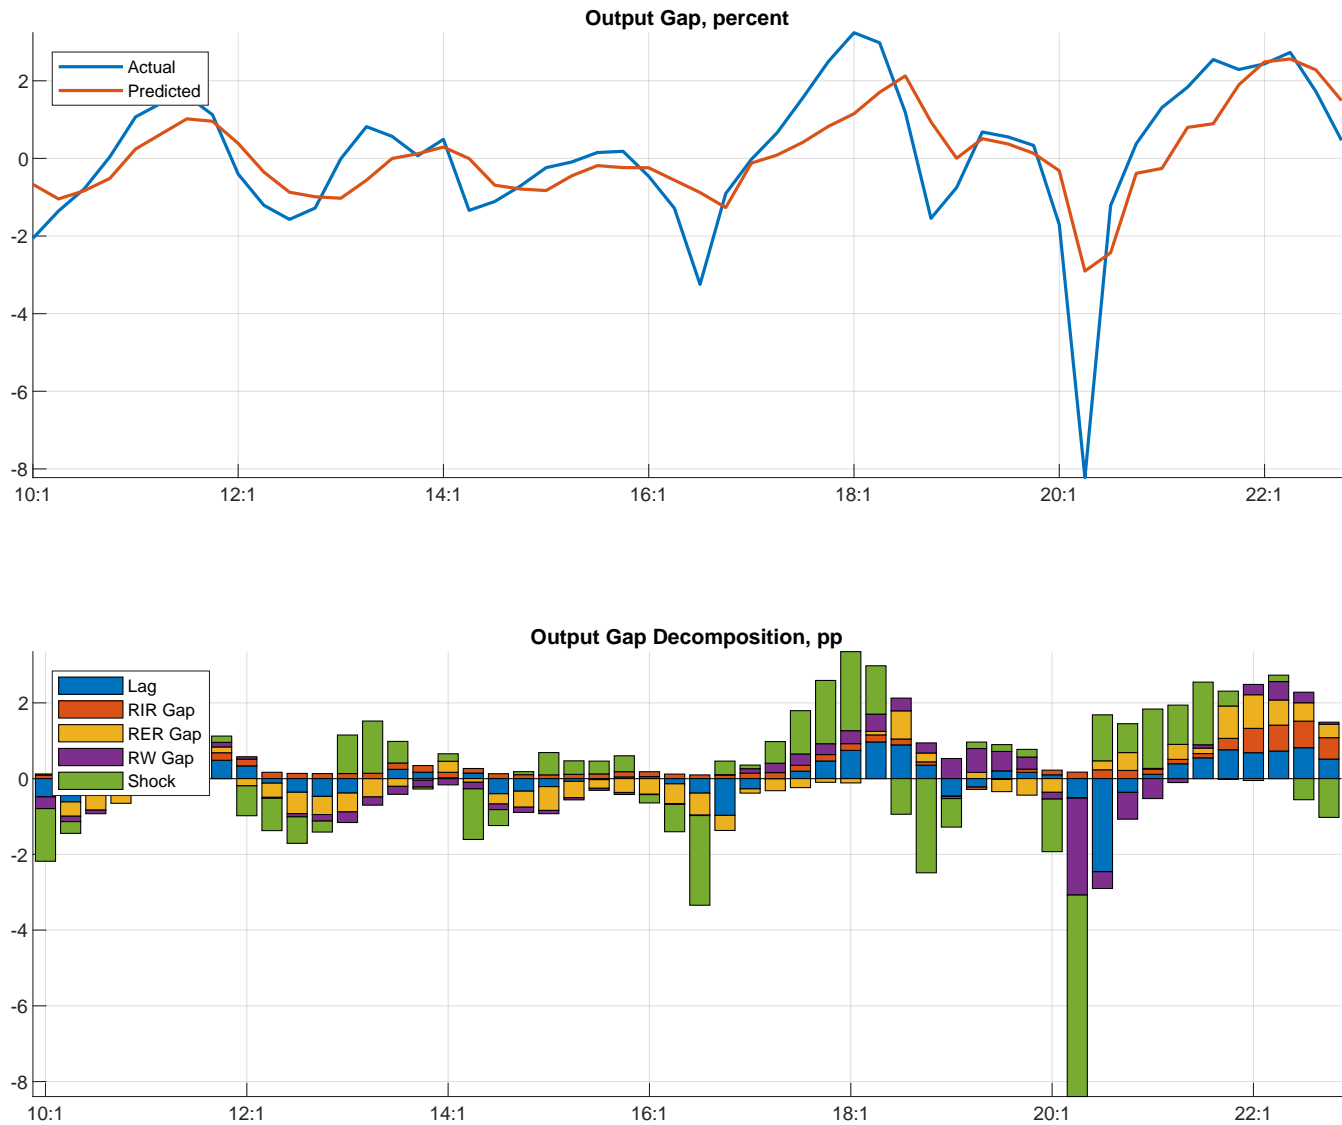 Output Gap, percent
Actual
Predicted
2
0
-2
-4
-6
-8
10:1 12:1 14:1 16:1 18:1 20:1 22:1
Output Gap Decomposition, pp
Lag
RIR Gap
RER Gap
RW Gap
Shock
2
0
-2
-4
-6
-8
10:1 12:1 14:1 16:1 18:1 20:1 22:1